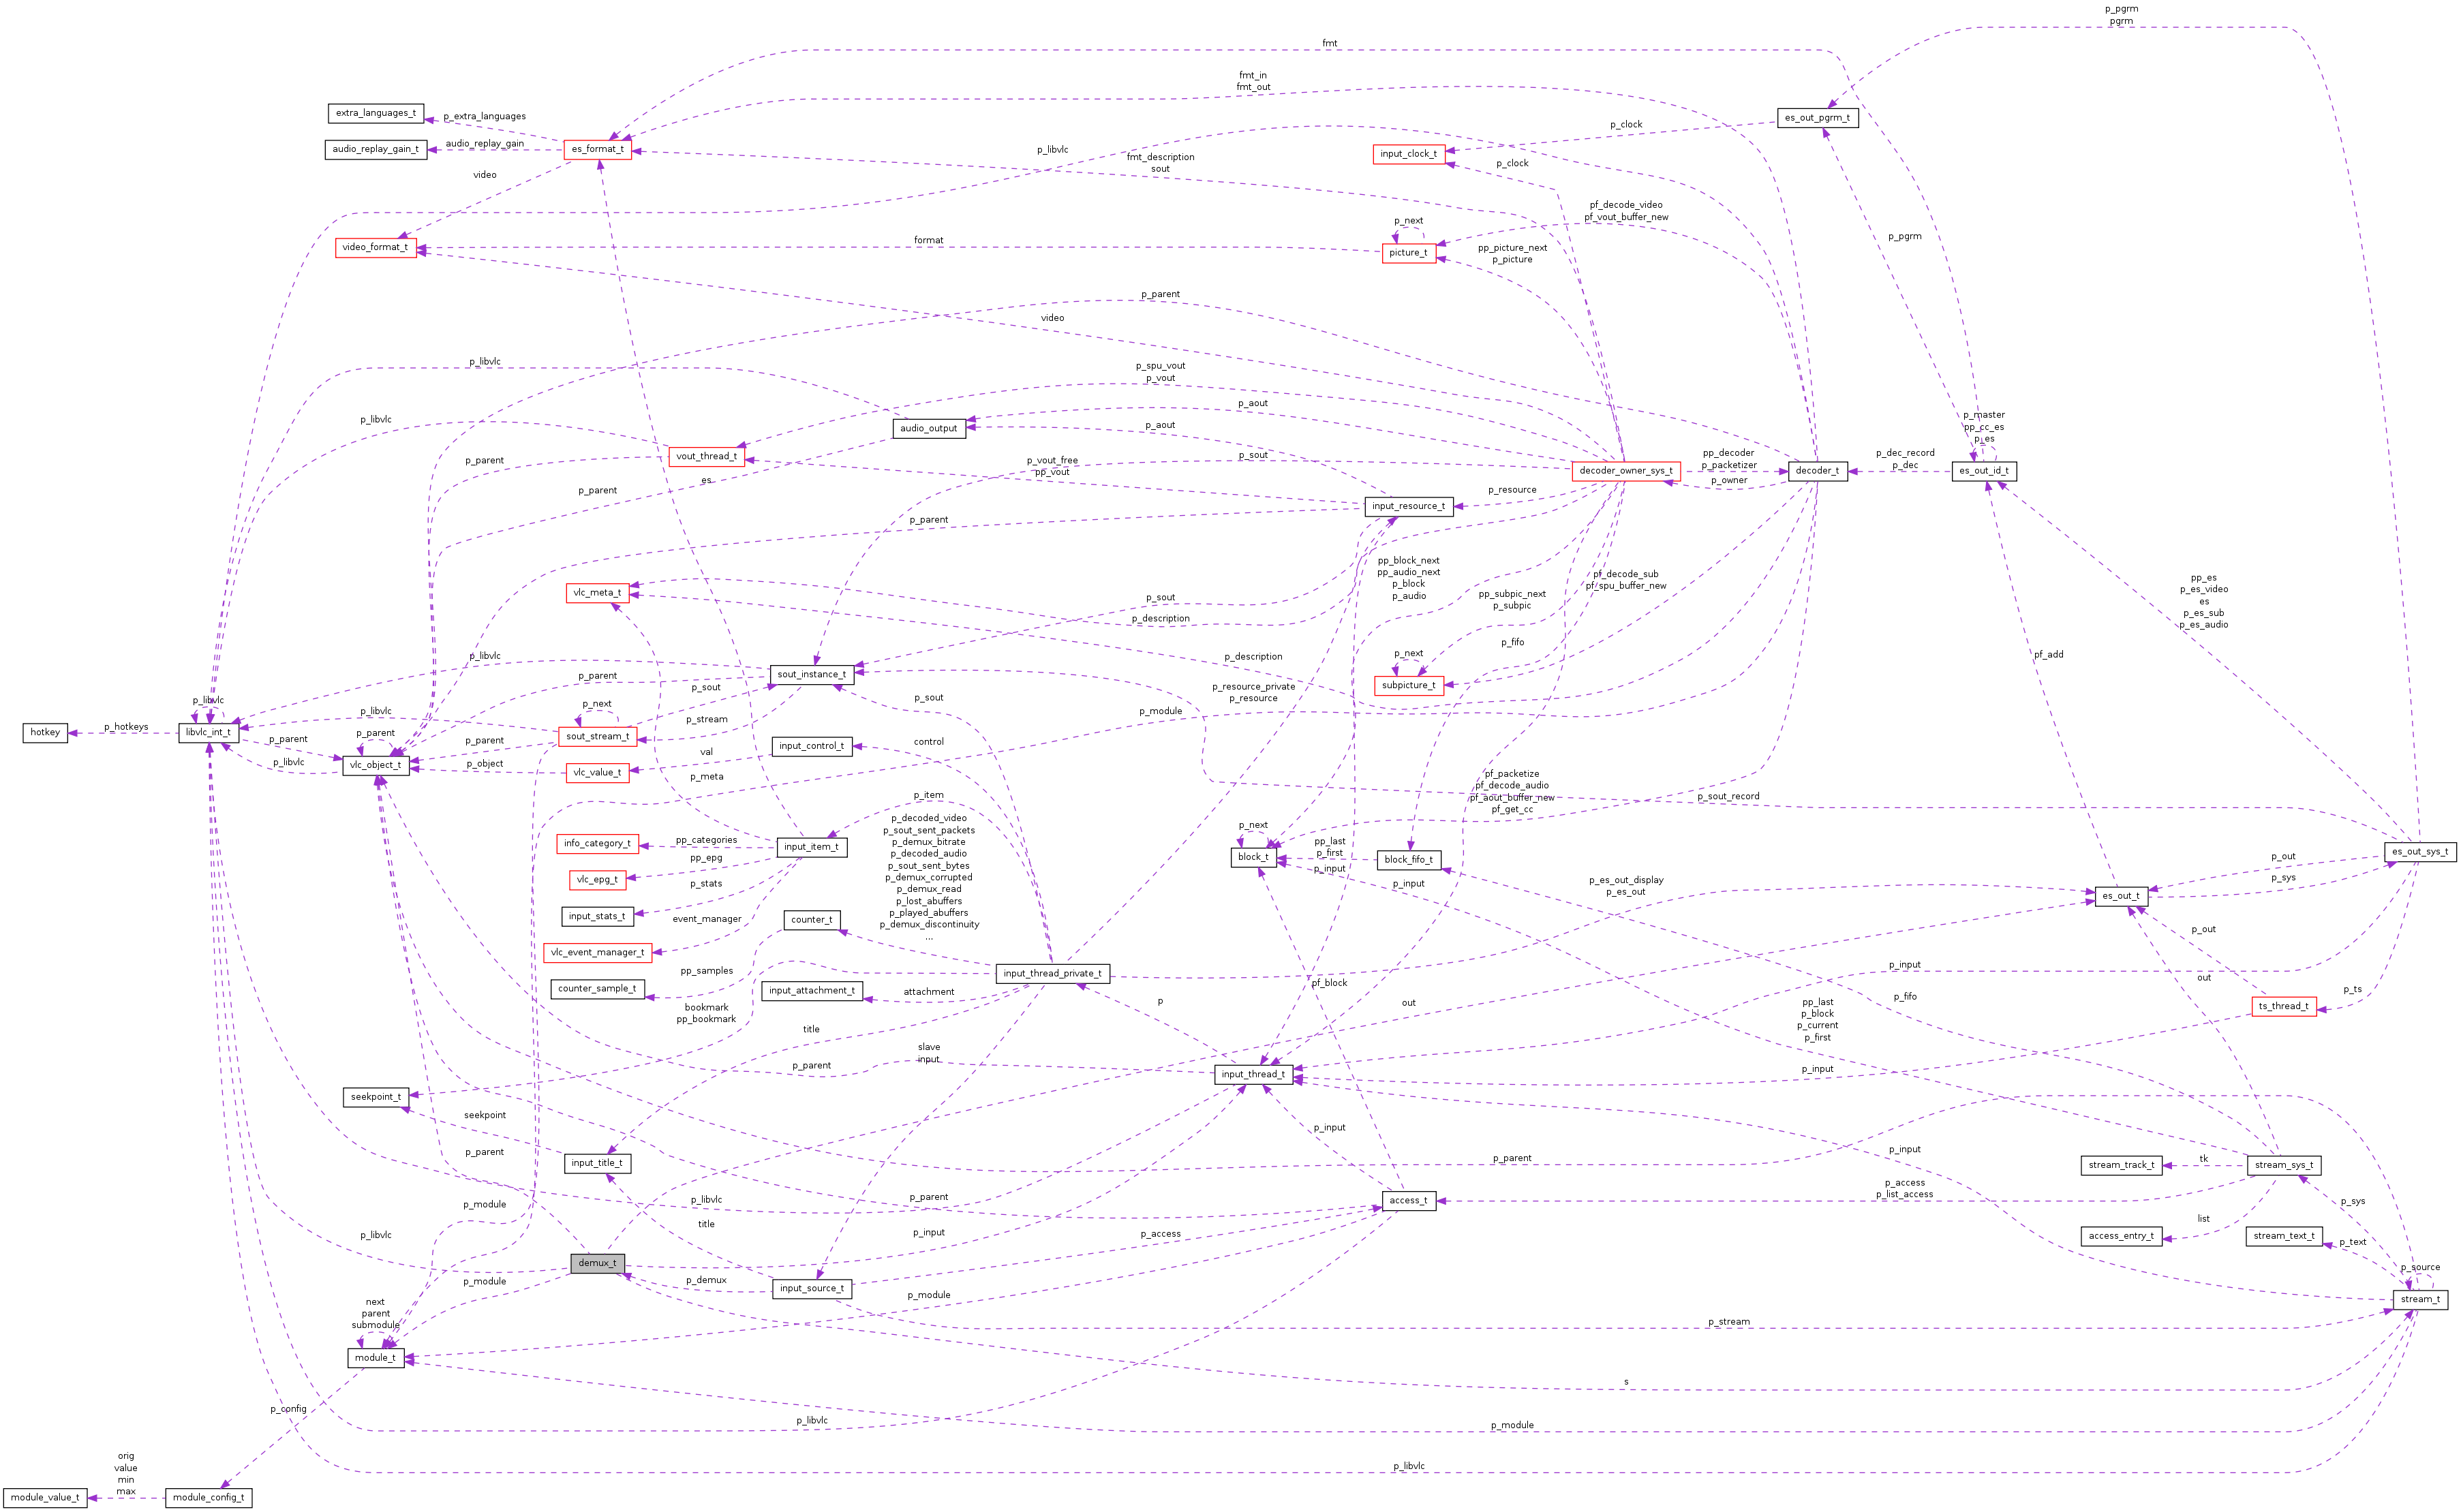 p_pgrm
pgrm
fmt
fmt_in
fmt_out
extra_languages_t
p_extra_languages
es_out_pgrm_t
p_clock
audio_replay_gain_t
audio_replay_gain
es_format_t
p_libvlc
fmt_description
sout
input_clock_t
p_clock
video
pf_decode_video
pf_vout_buffer_new
p_next
p_pgrm
video_format_t
format
picture_t
pp_picture_next
p_picture
p_parent
video
p_libvlc
p_spu_vout
p_vout
p_aout
p_libvlc
audio_output
p_aout
p_master
pp_cc_es
p_es
vout_thread_t
p_parent
p_vout_free
pp_vout
p_sout
decoder_owner_sys_t
pp_decoder
p_packetizer
p_owner
decoder_t
p_dec_record
p_dec
es_out_id_t
es
p_parent
p_resource
input_resource_t
p_parent
pp_block_next
pp_audio_next
p_block
p_audio
pf_decode_sub
pf_spu_buffer_new
pp_es
p_es_video
es
p_es_sub
p_es_audio
vlc_meta_t
p_sout
p_description
pp_subpic_next
p_subpic
p_fifo
pf_add
p_libvlc
sout_instance_t
p_description
p_next
subpicture_t
p_parent
p_sout
p_stream
p_sout
p_resource_private
p_resource
p_libvlc
hotkey
p_hotkeys
libvlc_int_t
p_libvlc
p_next
sout_stream_t
p_module
p_parent
p_parent
p_parent
p_libvlc
vlc_object_t
p_object
vlc_value_t
val
input_control_t
control
p_meta
pf_packetize
pf_decode_audio
pf_aout_buffer_new
pf_get_cc
p_sout_record
p_item
p_decoded_video
p_sout_sent_packets
p_demux_bitrate
p_decoded_audio
p_sout_sent_bytes
p_demux_corrupted
p_demux_read
p_lost_abuffers
p_played_abuffers
p_demux_discontinuity
...
info_category_t
pp_categories
input_item_t
p_next
block_t
pp_last
p_first
block_fifo_t
es_out_sys_t
p_out
p_sys
vlc_epg_t
pp_epg
p_input
p_input
p_es_out_display
p_es_out
es_out_t
input_stats_t
p_stats
counter_t
event_manager
vlc_event_manager_t
p_out
counter_sample_t
pp_samples
input_thread_private_t
input_attachment_t
attachment
pf_block
p_input
out
p_ts
bookmark
pp_bookmark
p
out
pp_last
p_block
p_current
p_first
p_fifo
ts_thread_t
title
slave
input
p_parent
input_thread_t
p_input
seekpoint_t
seekpoint
p_input
p_parent
input_title_t
p_parent
p_input
stream_track_t
tk
stream_sys_t
p_module
p_libvlc
p_parent
access_t
p_access
p_list_access
p_sys
title
list
p_libvlc
p_input
p_access
access_entry_t
stream_text_t
p_text
demux_t
p_source
p_module
p_demux
input_source_t
p_module
stream_t
next
parent
submodule
p_stream
module_t
s
p_config
p_libvlc
p_module
p_libvlc
orig
value
min
max
module_value_t
module_config_t